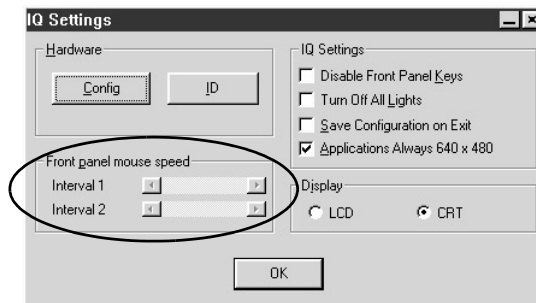 IQ Settings
Hardware
Config
ID
Front panel mouse speed
Interval 1
Interval 2
IQ Settings
Disable Front Panel Keys
Turn Off All Lights
Save Configuration on Exit
Applications Always 640 x 480
Display
LCD
CRT
OK